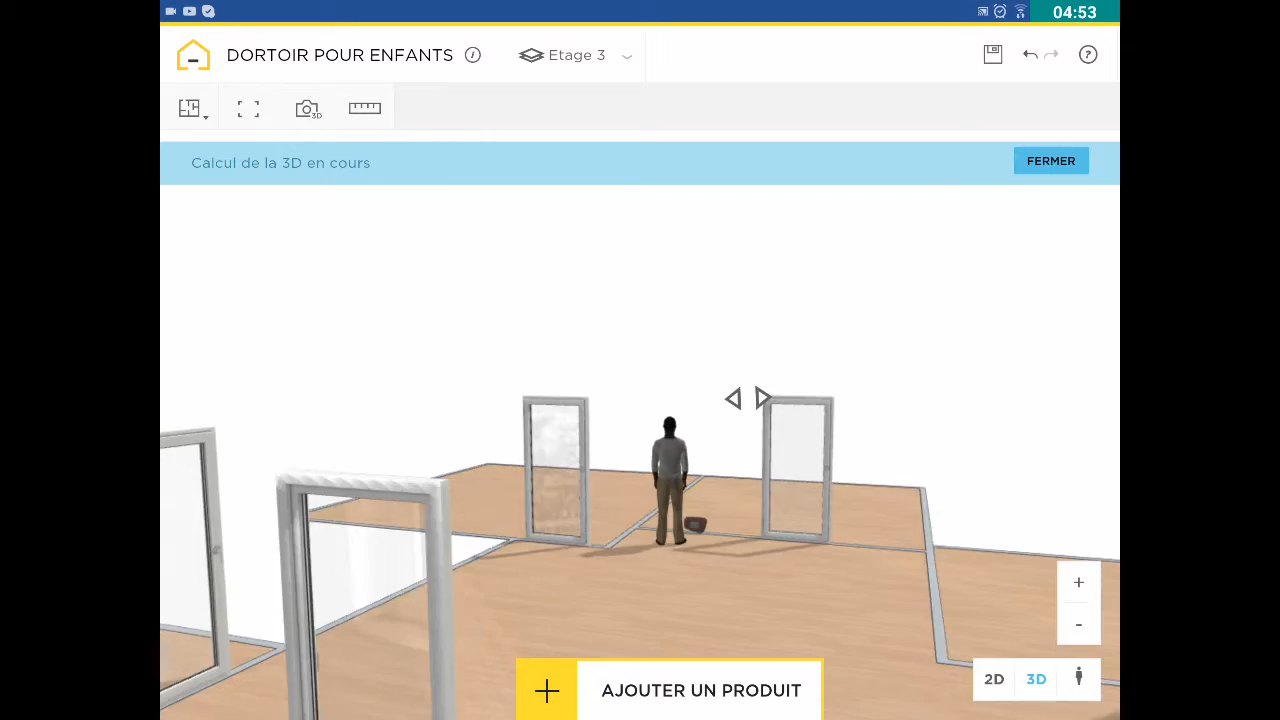 04:53
DORTOIR POUR ENFANTS
Etage 3
3D
Calcul de la 3D en cours
FERMER
+
-
AJOUTER UN PRODUIT
2D 3D